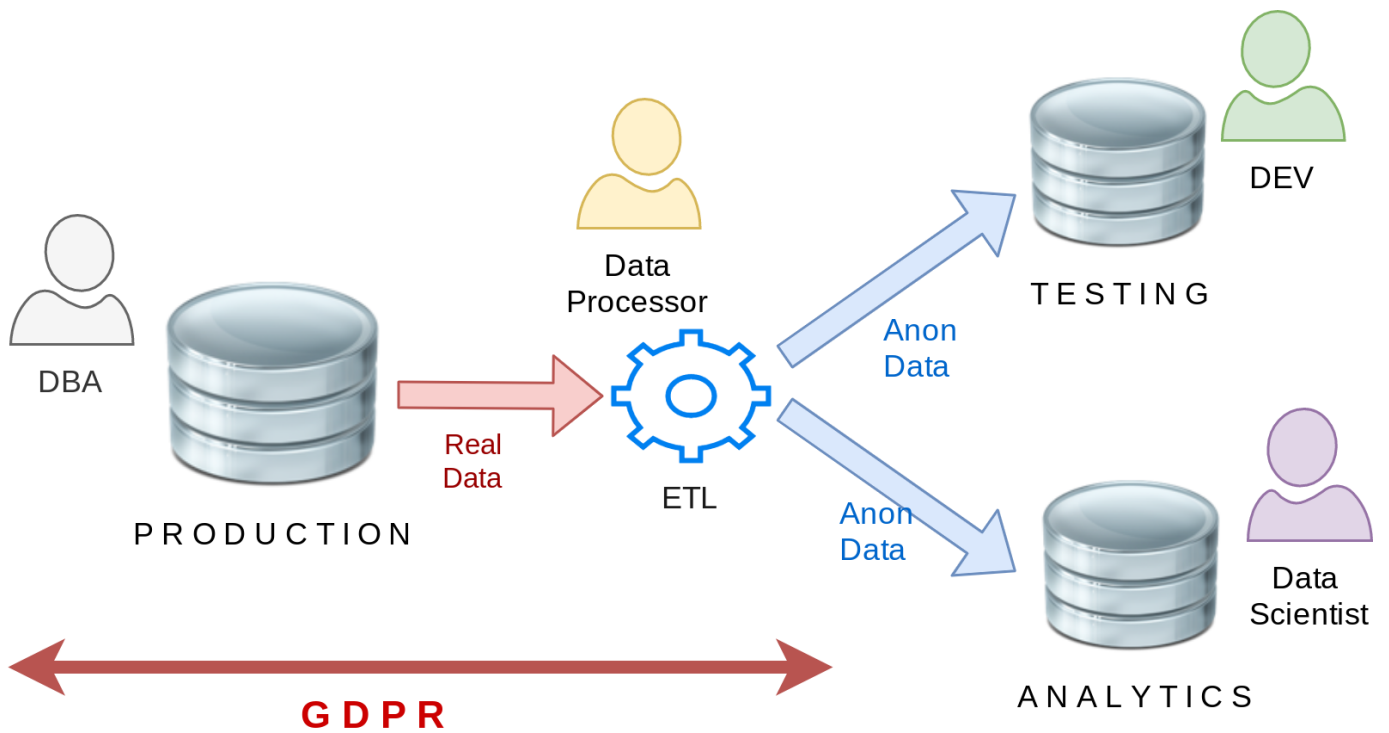 DBA
PRODUCTION
Real
Data
Data
Processor
ETL
Anon
Data
Anon
Data
DEV
TESTING
Data
Scientist
ANALYTICS
GDPR